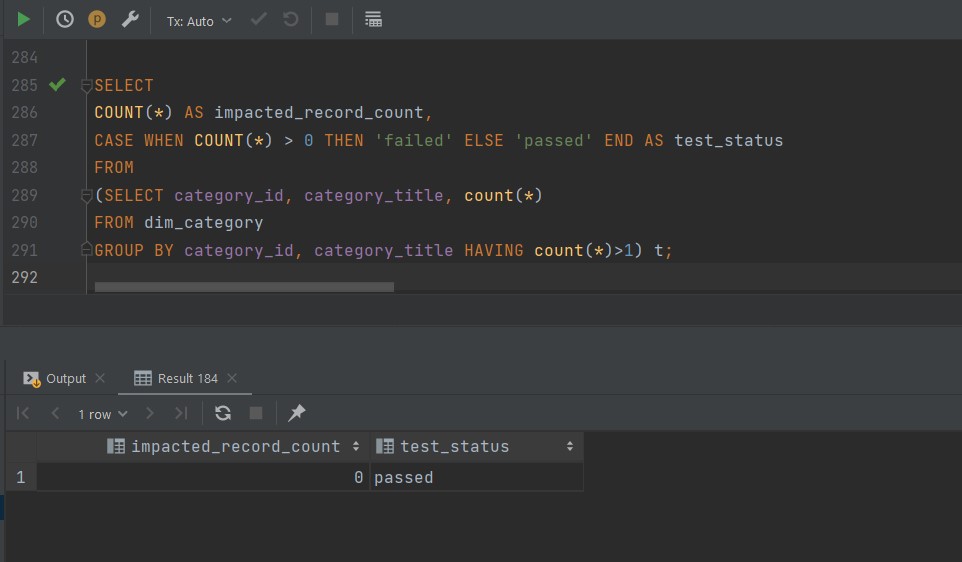 P
Tx: Auto
284
285 SELECT
286 COUNT(*) AS impacted_record_count,
287 CASE WHEN COUNT(*) > 0 THEN 'failed' ELSE 'passed' END AS test_status
288 FROM
289 (SELECT category_id, category_title, count(*)
290 FROM dim_category
291 GROUP BY category_id, category_title HAVING count(*)>1) t;
292
Output Result 184
1 row
impacted_record_count test_status
1 0 passed